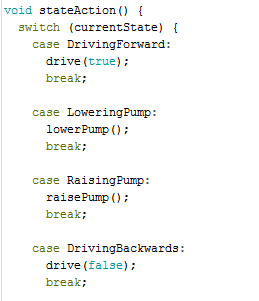 void stateAction() {
  switch (currentState) {
    case DrivingForward:
      drive(true);
      break;

    case LoweringPump:
      lowerPump();
      break;

    case RaisingPump:
      raisePump();
      break;

    case DrivingBackwards:
      drive(false);
      break;